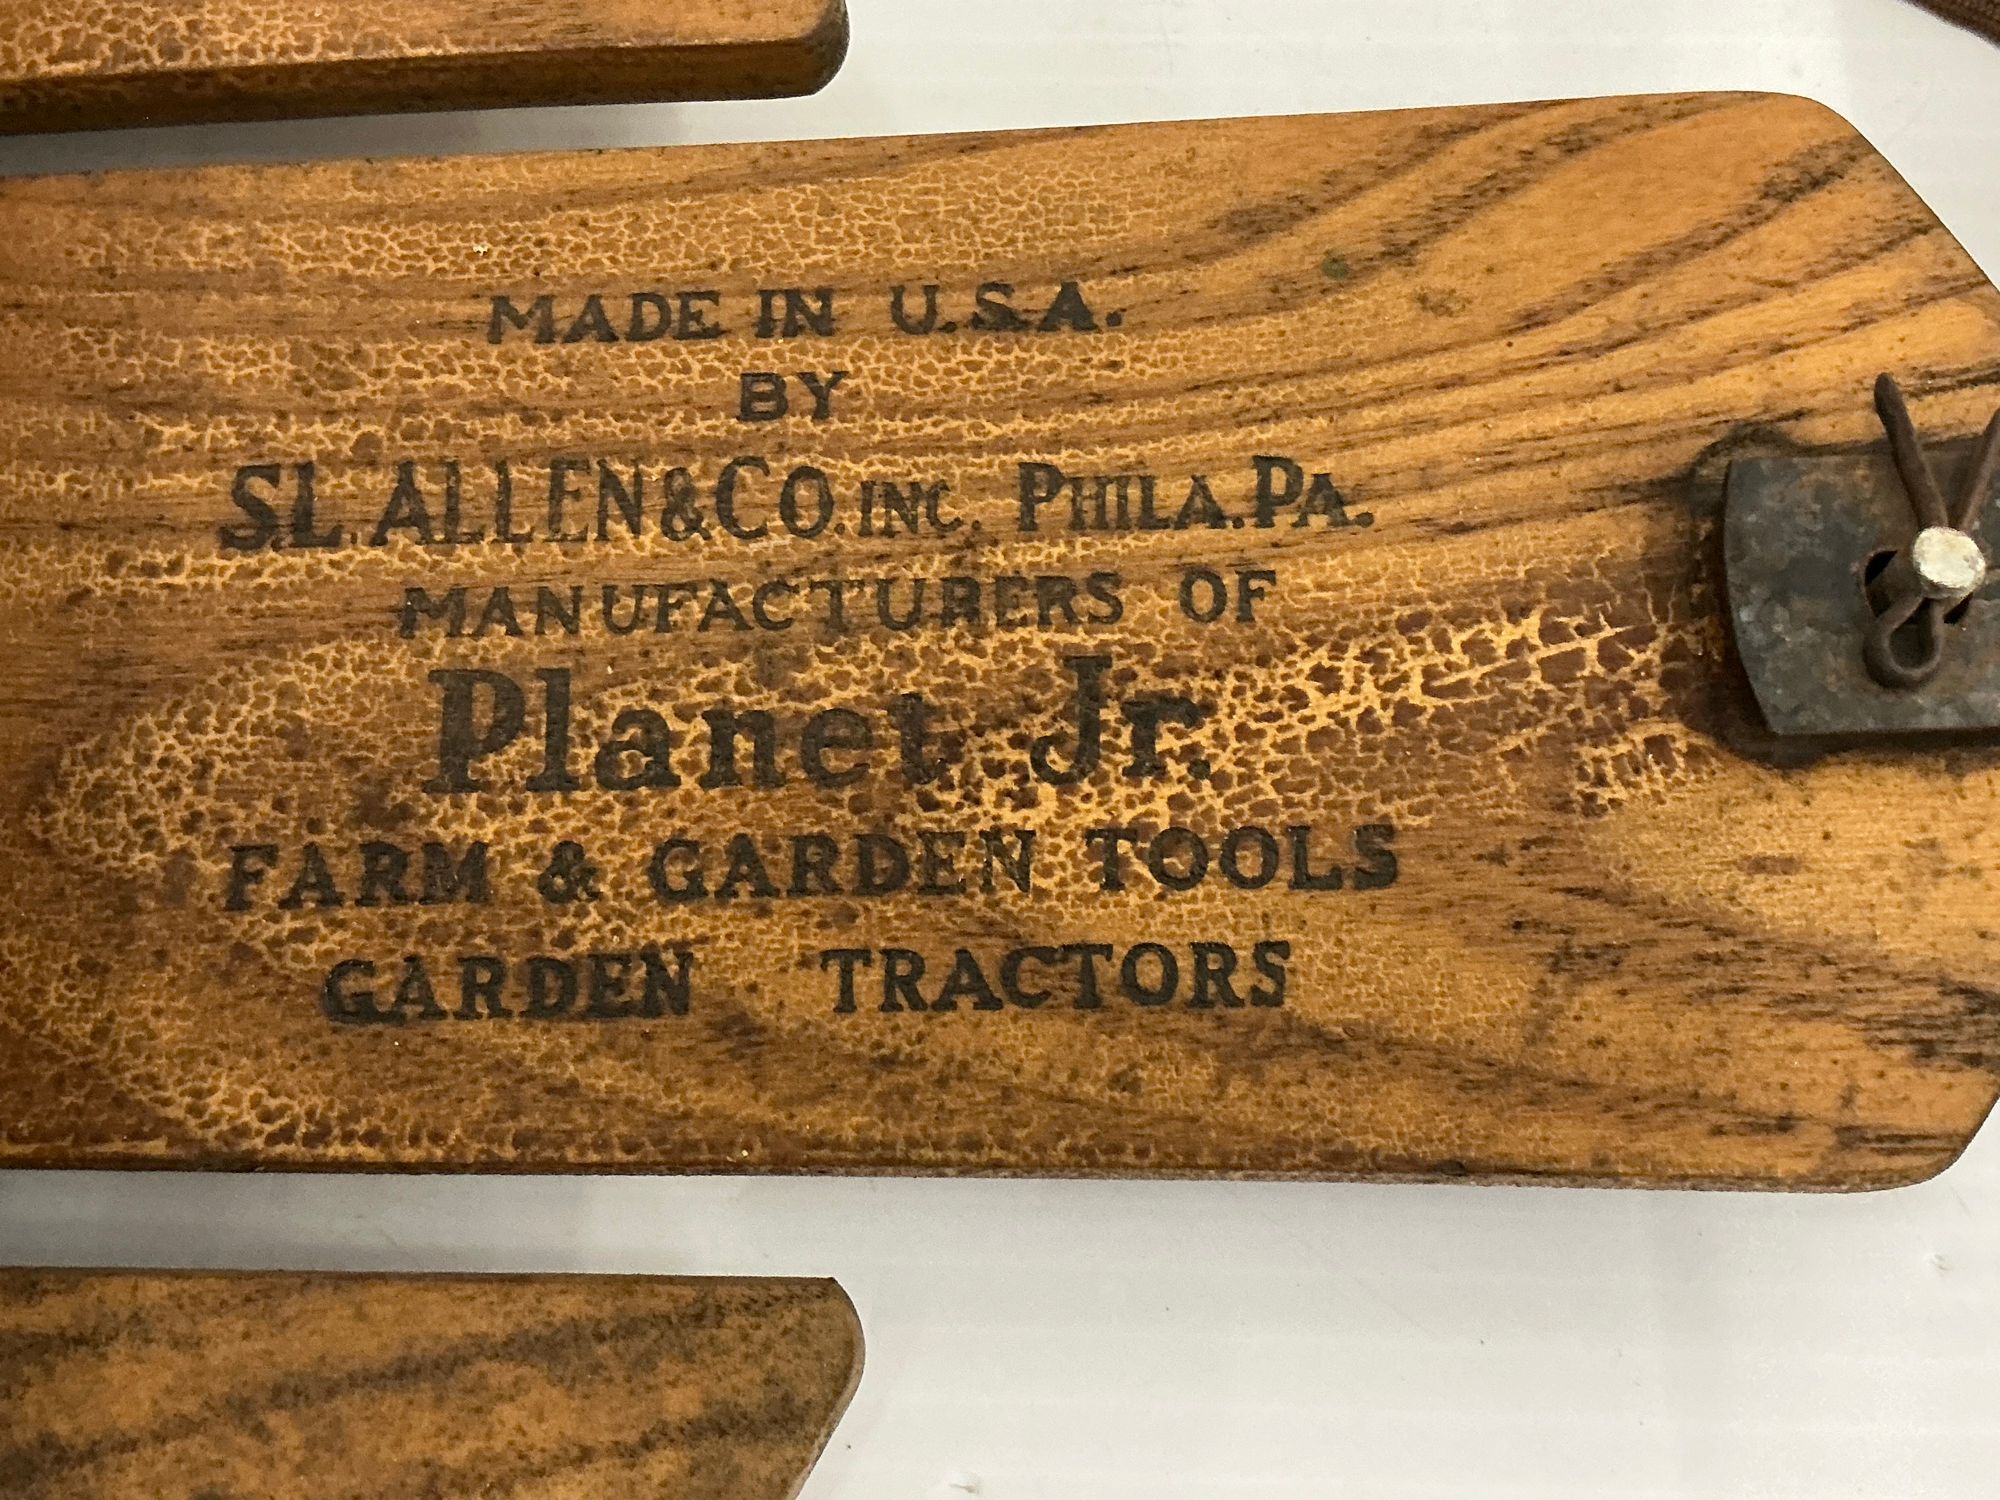 MADE IN U.S.A.
BY
S.L. ALLEN & CO. INC. PHILA. PA.
MANUFACTURERS OF
Planet Jr.
FARM & GARDEN TOOLS
GARDEN TRACTORS